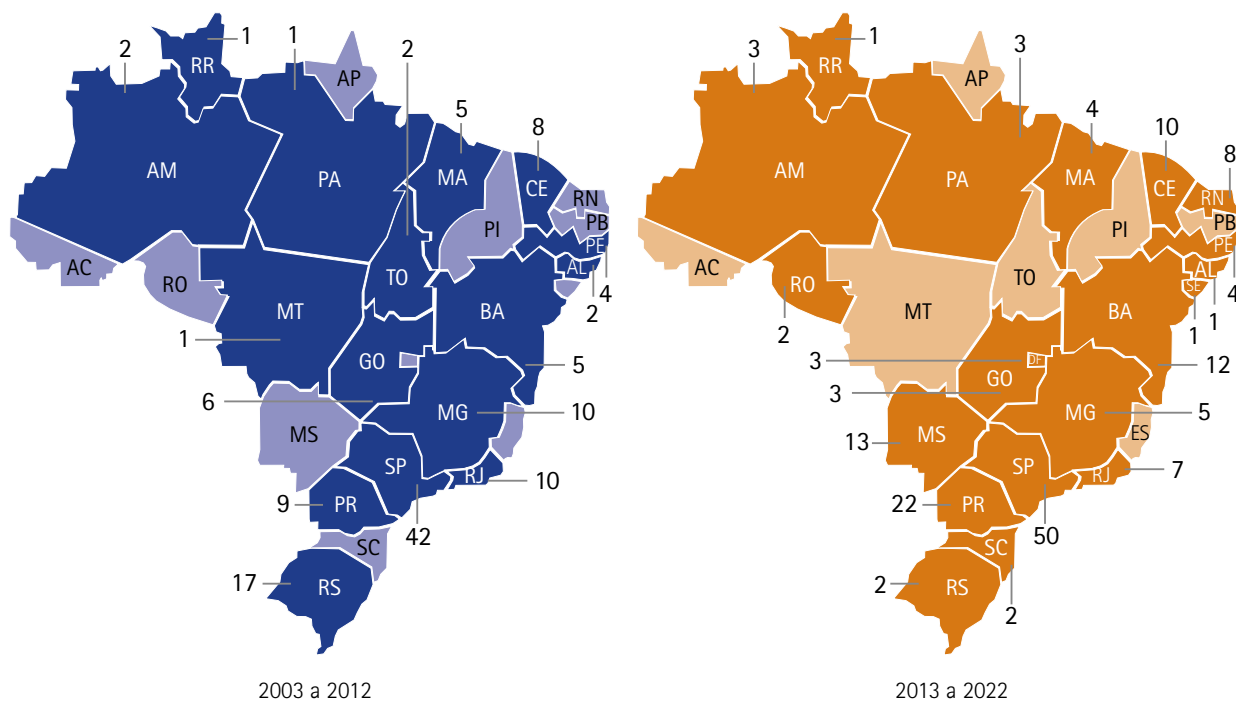 2 1 1 2
RR AP
5
8
AM PA MA CE
RN
PI PB
PE
AC AL
RO TO 4
2
MT BA
1
GO 5
6 MG 10
MS
SP RJ 10
9 PR
42
SC
17 RS
2003 a 2012
3 1 3
RR AP
4
10
8
AM PA MA CE
RN
PI PB
PE
AC AL
RO TO SE 4
1
2 MT BA 1
3 DF 12
GO
3 MG 5
ES
13 MS
SP RJ 7
22 PR
50
SC
2 RS 2
2013 a 2022